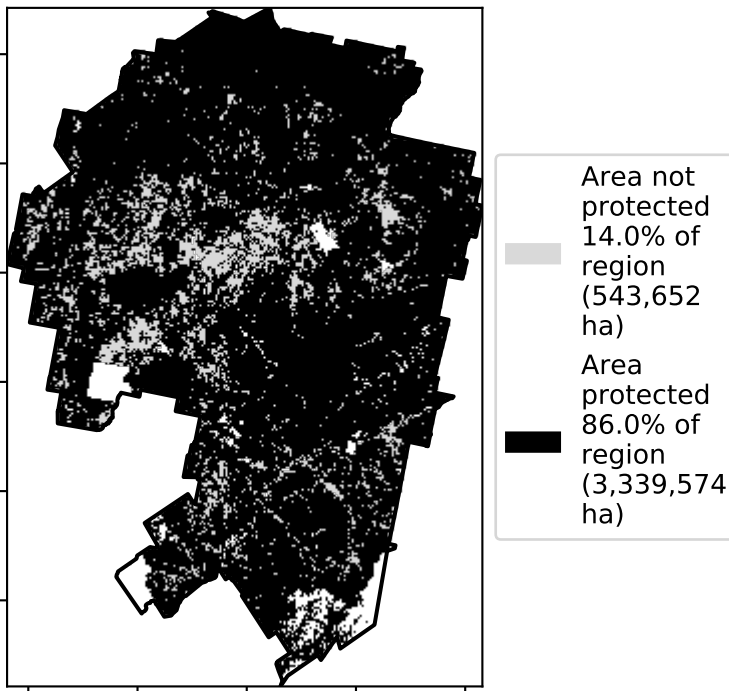 Area not
protected
14.0% of
region
(543,652
ha)
Area
protected
86.0% of
region
(3,339,574
ha)